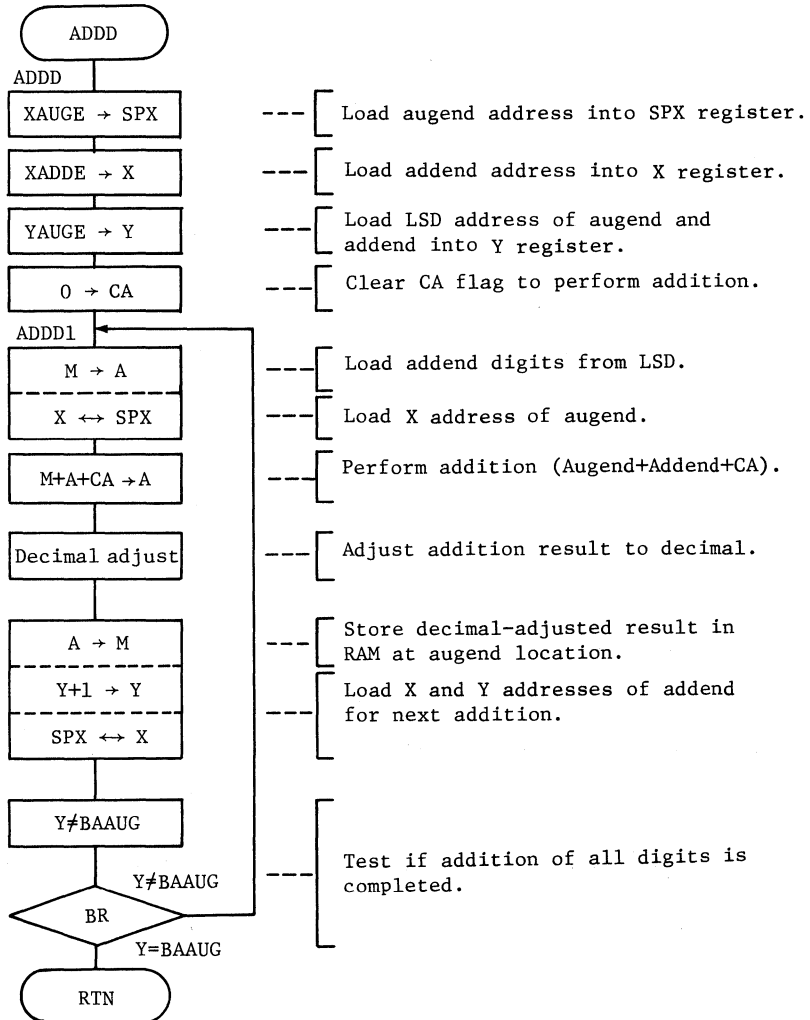 ADDD
ADDD
XAUGE → SPX
Load augend address into SPX register.
XADDE → X
Load addend address into X register.
YAUGE → Y
Load LSD address of augend and
addend into Y register.
0 → CA
Clear CA flag to perform addition.
ADDD1
M → A
Load addend digits from LSD.
X ↔ SPX
Load X address of augend.
M+A+CA → A
Perform addition (Augend+Addend+CA).
Decimal adjust
Adjust addition result to decimal.
A → M
Store decimal-adjusted result in
RAM at augend location.
Y+1 → Y
Load X and Y addresses of addend
for next addition.
SPX ↔ X
Y≠BAAUG
Y≠BAAUG
Test if addition of all digits is
completed.
BR
Y=BAAUG
RTN